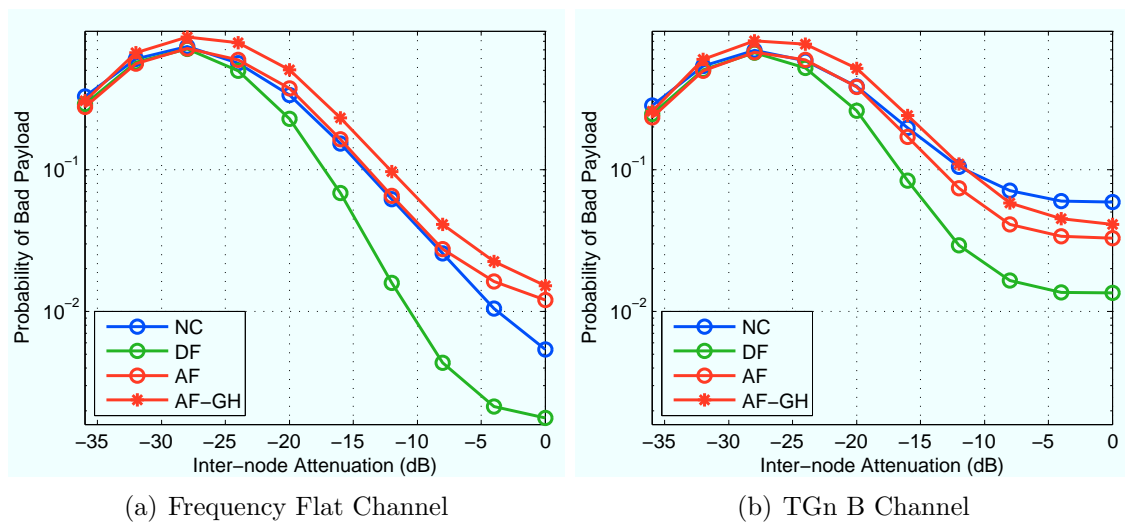 Probability of Bad Payload
10⁻¹
10⁻²
NC
DF
AF
AF−GH
−35 −30 −25 −20 −15 −10 −5 0
Inter−node Attenuation (dB)
(a) Frequency Flat Channel
Probability of Bad Payload
10⁻¹
10⁻²
NC
DF
AF
AF−GH
−35 −30 −25 −20 −15 −10 −5 0
Inter−node Attenuation (dB)
(b) TGn B Channel